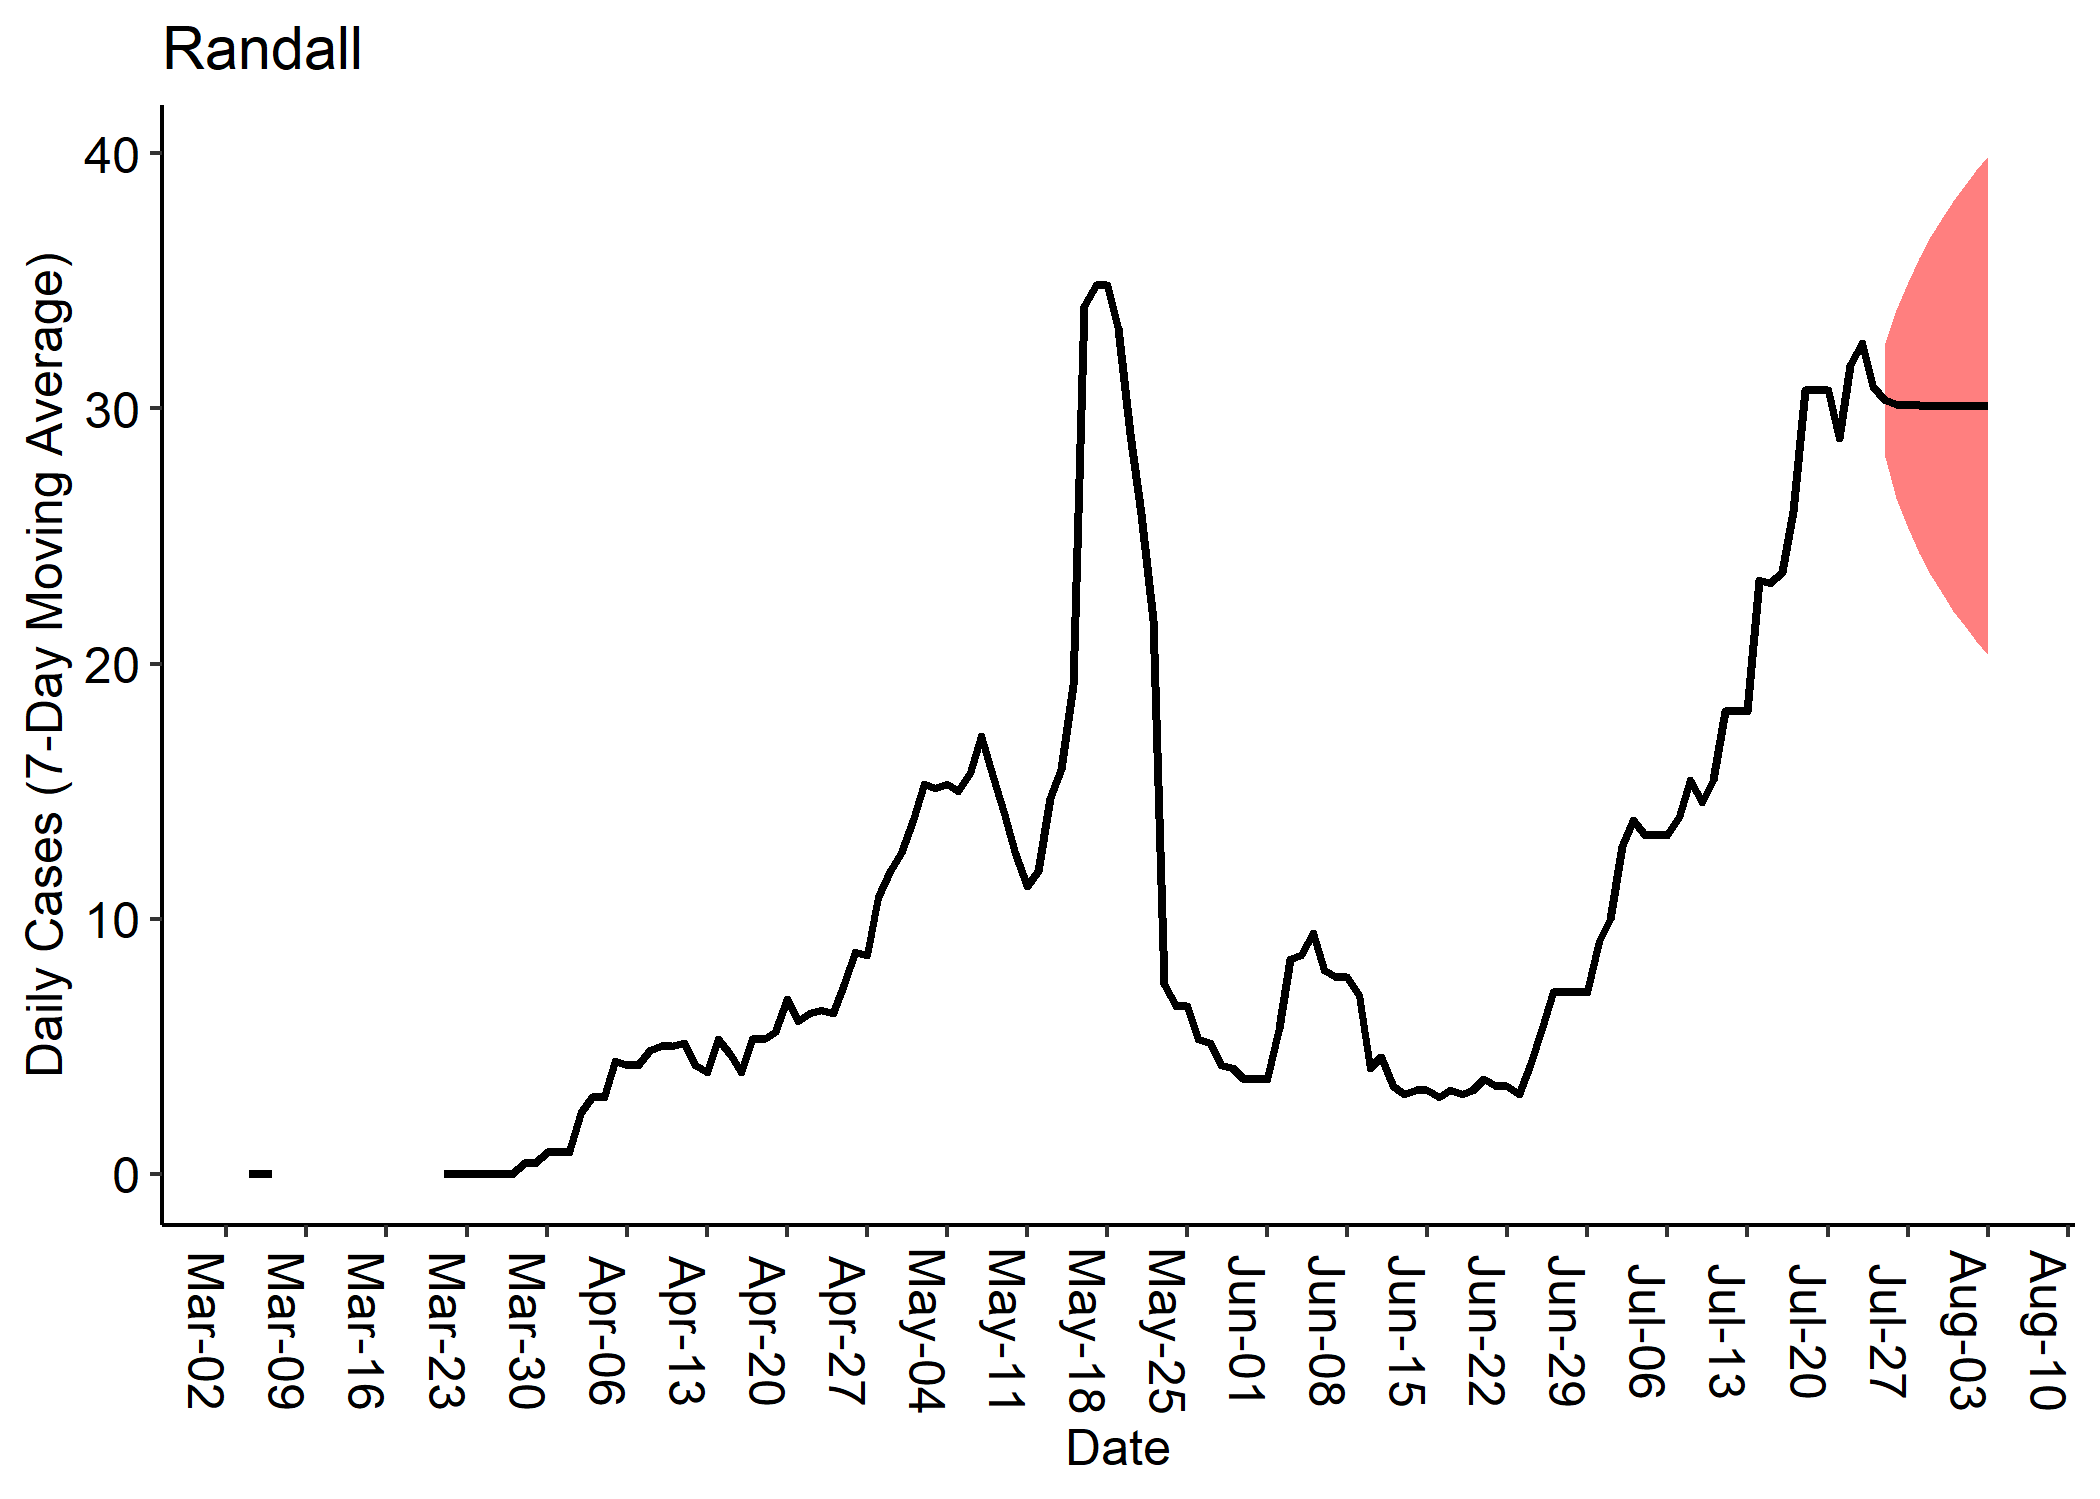 Randall
Daily Cases (7-Day Moving Average)
40
30
20
10
0
Mar-02
Mar-09
Mar-16
Mar-23
Mar-30
Apr-06
Apr-13
Apr-20
Apr-27
May-04
May-11
May-18
May-25
Jun-01
Jun-08
Jun-15
Jun-22
Jun-29
Jul-06
Jul-13
Jul-20
Jul-27
Aug-03
Aug-10
Date